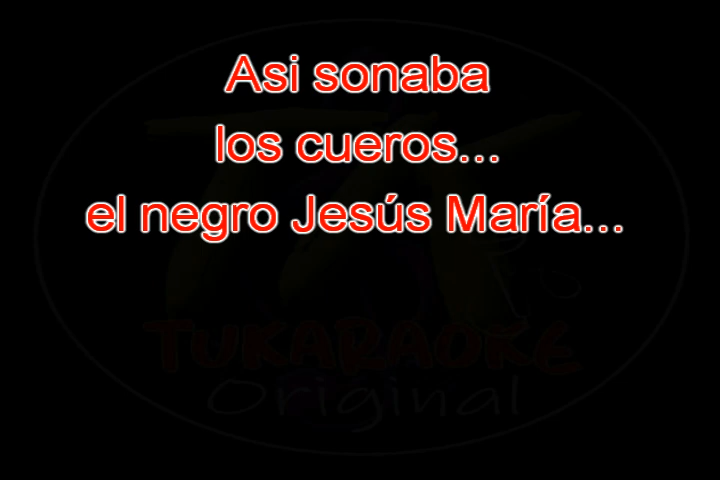 Asi sonaba
los cueros...
el negro Jesús María...
TUKARAOKE
Original